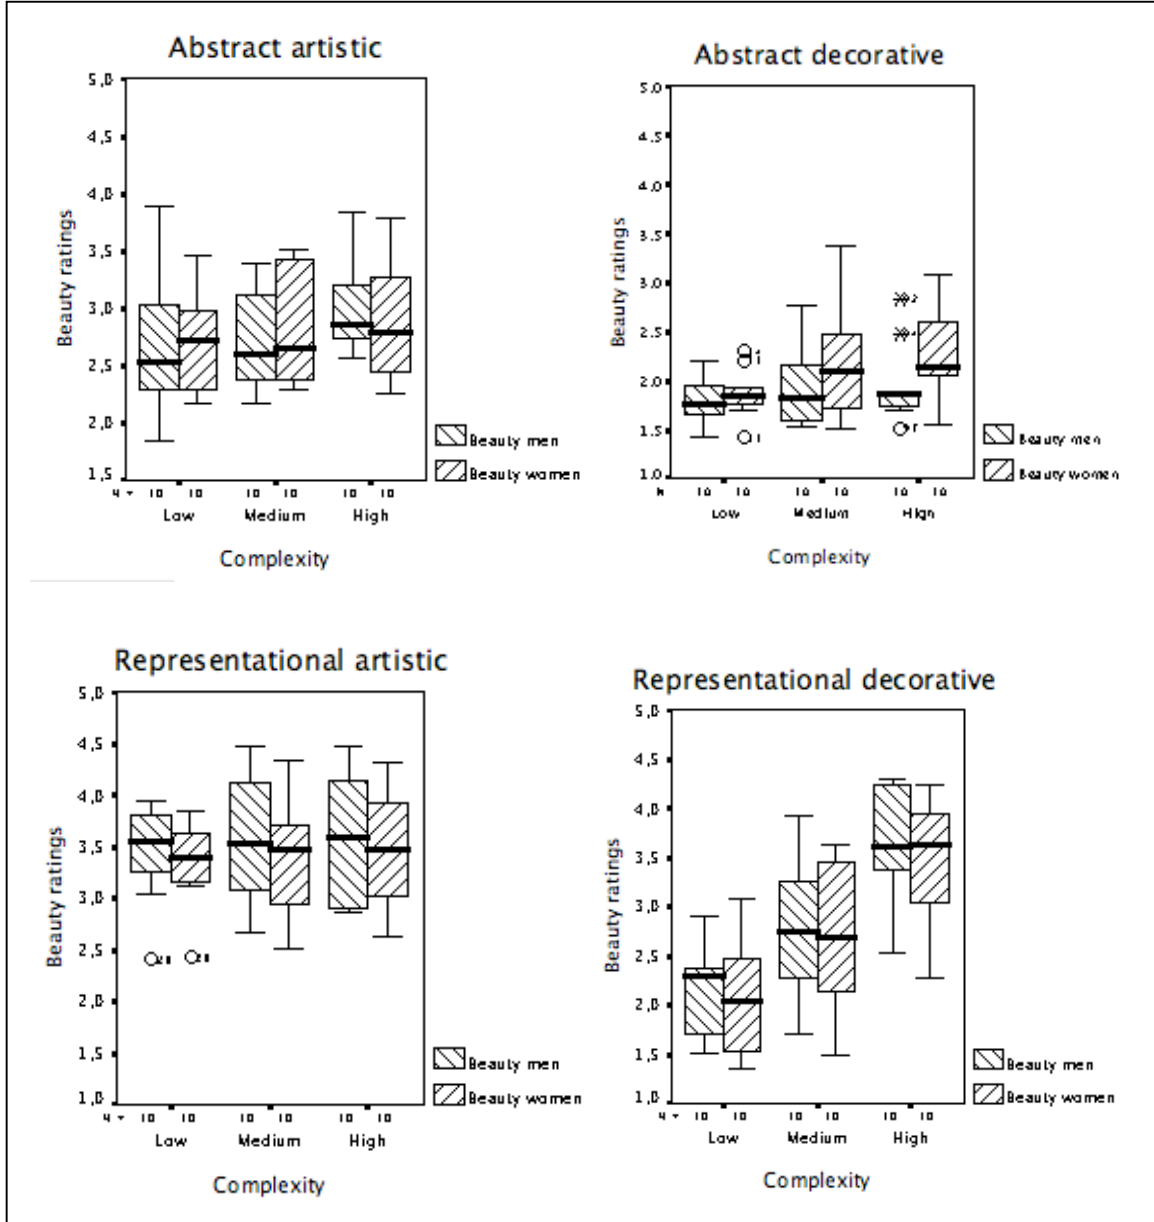 Abstract artistic
Beauty ratings
5,0
4,5
4,0
3,5
3,0
2,5
2,0
1,5
10 10 10 10 10 10
Low Medium High
Complexity
Beauty men
Beauty women
Abstract decorative
Beauty ratings
5.0
4.5
4.0
3.5
3.0
2.5
2.0
1.5
1.0
N 10 10 10 10 10 10
Low Medium High
Complexity
Beauty men
Beauty women
Representational artistic
Beauty ratings
5,0
4,5
4,0
3,5
3,0
2,5
2,0
1,5
1,0
10 10 10 10 10 10
Low Medium High
Complexity
Beauty men
Beauty women
Representational decorative
Beauty ratings
5,0
4,5
4,0
3,5
3,0
2,5
2,0
1,5
1,0
10 10 10 10 10 10
Low Medium High
Complexity
Beauty men
Beauty women